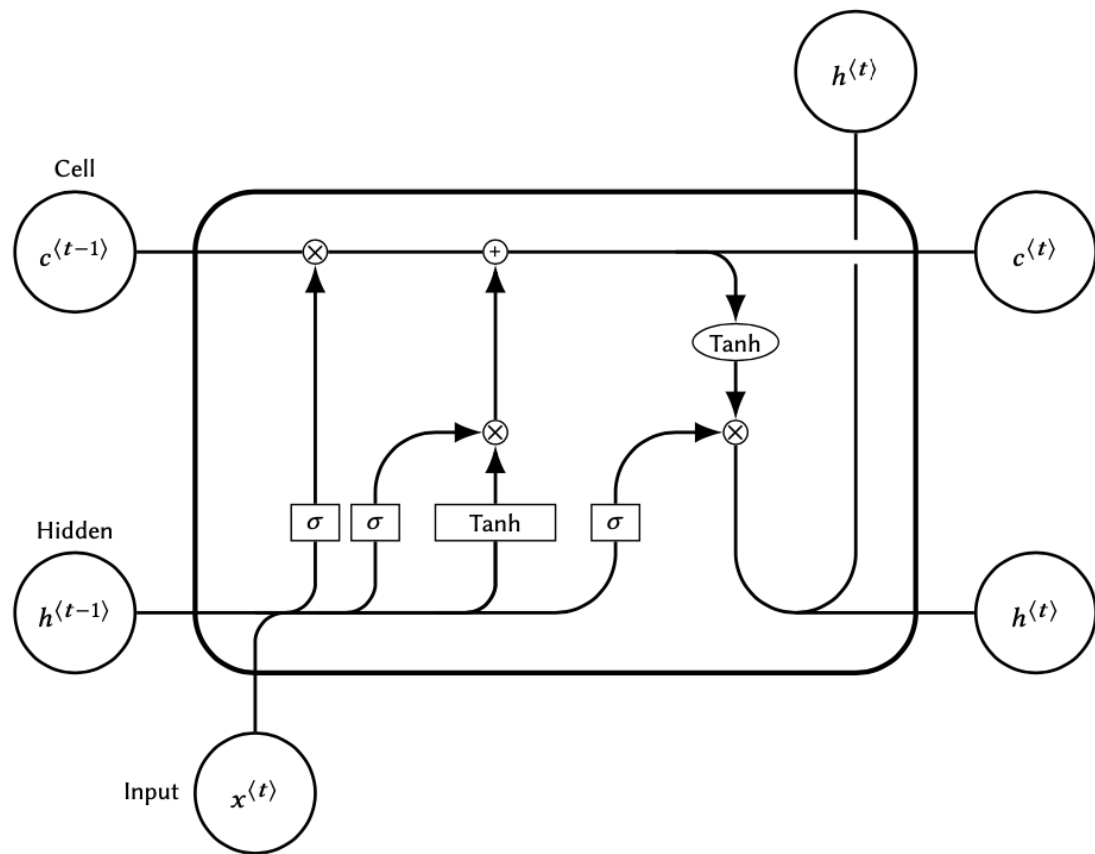 h⟨t⟩
Cell
c⟨t−1⟩
×
+
c⟨t⟩
Tanh
×
×
σ
σ
Tanh
σ
Hidden
h⟨t−1⟩
h⟨t⟩
Input
x⟨t⟩